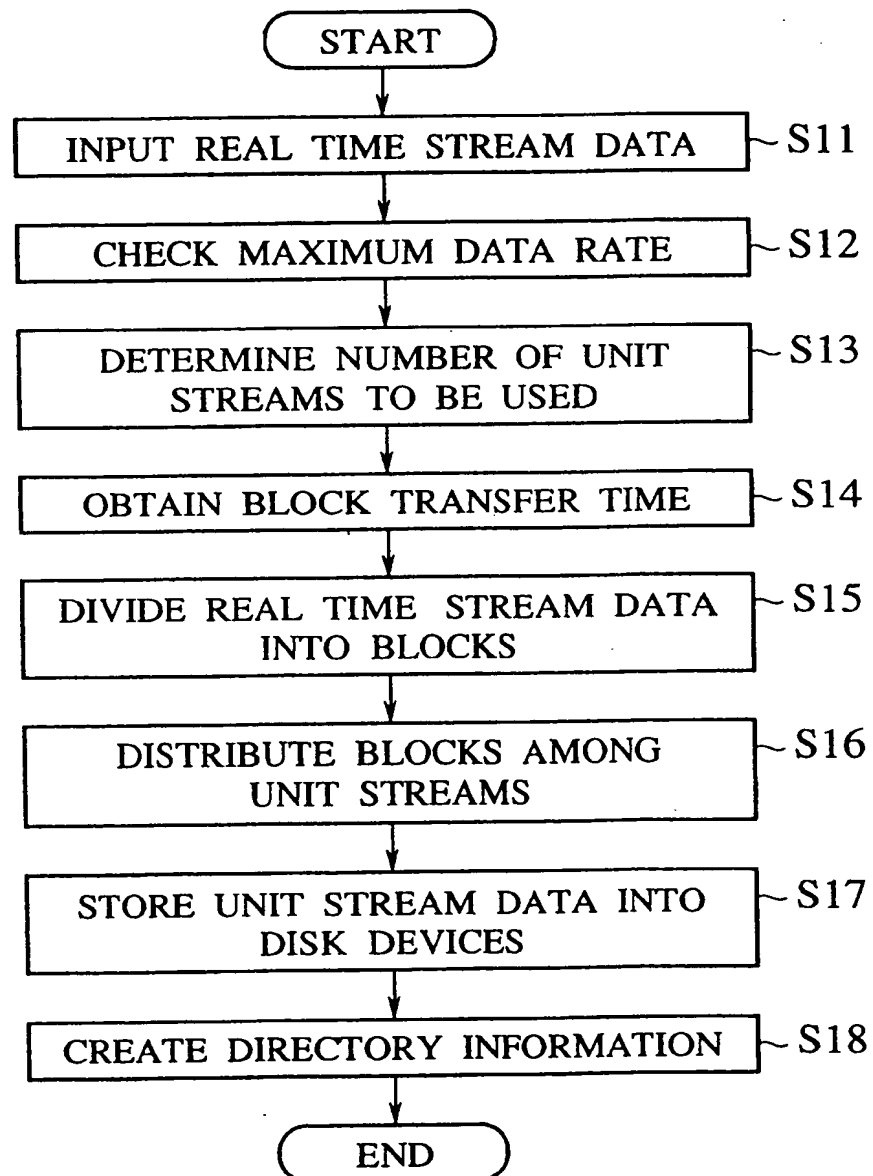 START
INPUT REAL TIME STREAM DATA
~S11
CHECK MAXIMUM DATA RATE
~S12
DETERMINE NUMBER OF UNIT
STREAMS TO BE USED
~S13
OBTAIN BLOCK TRANSFER TIME
~S14
DIVIDE REAL TIME STREAM DATA
INTO BLOCKS
~S15
DISTRIBUTE BLOCKS AMONG
UNIT STREAMS
~S16
STORE UNIT STREAM DATA INTO
DISK DEVICES
~S17
CREATE DIRECTORY INFORMATION
~S18
END